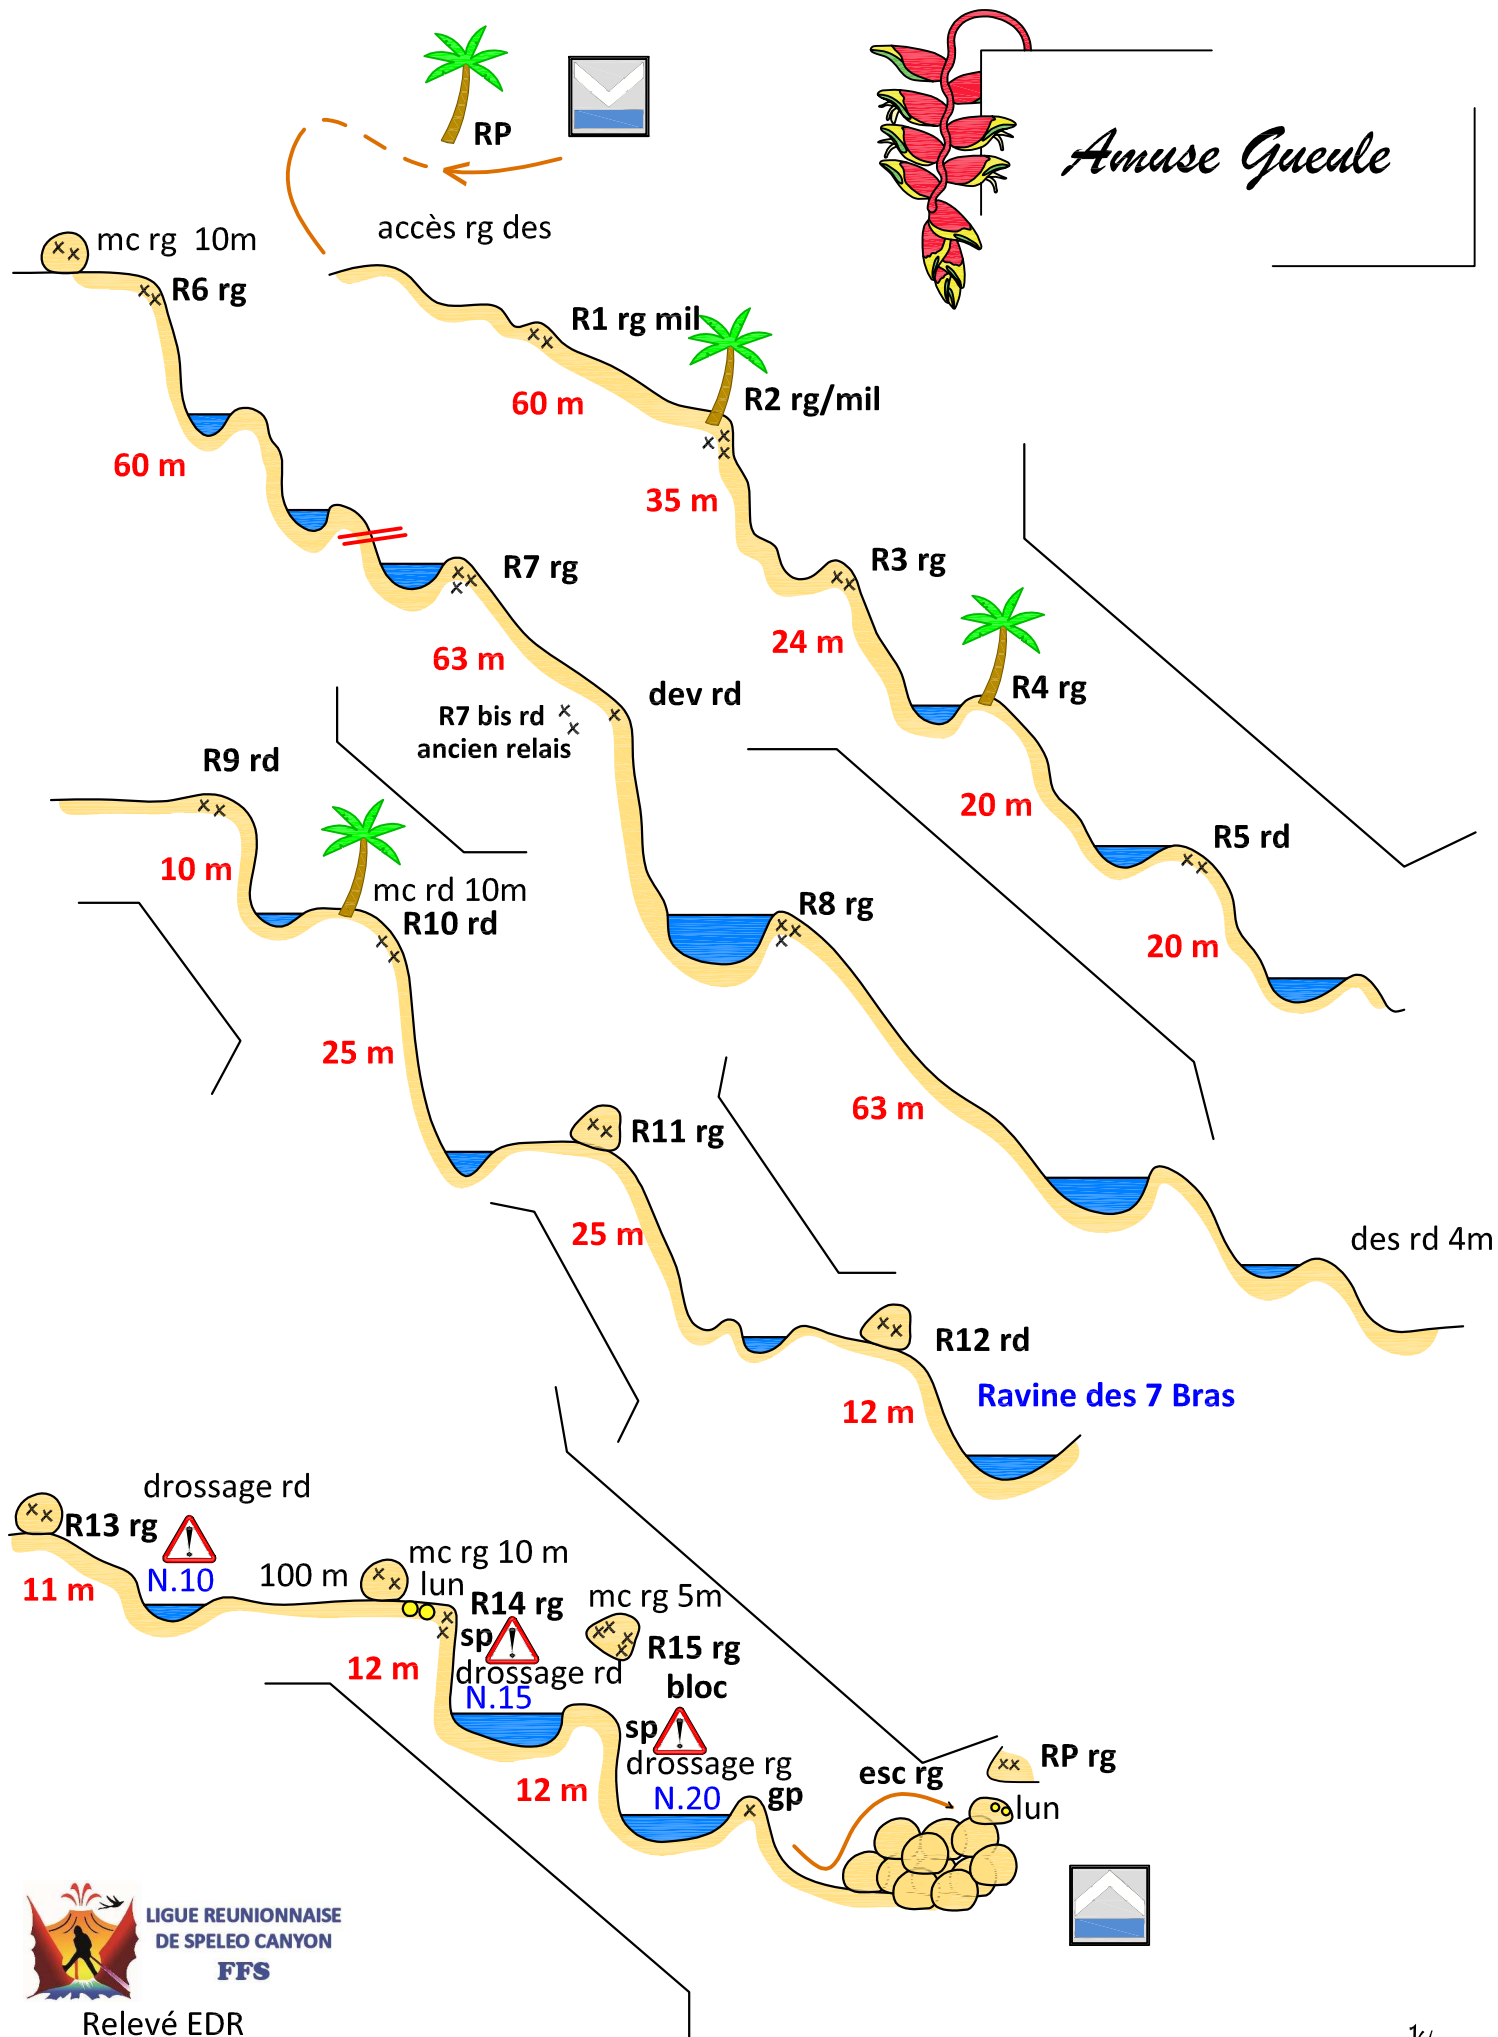 Amuse Gueule
RP
accès rg des
mc rg 10m
R6 rg
R1 rg mil
60 m
R2 rg/mil
60 m
35 m
R7 rg
R3 rg
63 m
24 m
dev rd
R4 rg
R7 bis rd
ancien relais
R9 rd
20 m
R5 rd
10 m
mc rd 10m
R10 rd
R8 rg
20 m
25 m
63 m
R11 rg
25 m
des rd 4m
R12 rd
12 m
Ravine des 7 Bras
drossage rd
R13 rg
11 m
N.10
100 m
mc rg 10 m
lun
R14 rg
sp
12 m
drossage rd
N.15
mc rg 5m
R15 rg
bloc
sp
drossage rg
12 m
N.20
gp
esc rg
RP rg
lun
LIGUE REUNIONNAISE
DE SPELEO CANYON
FFS
Relevé EDR